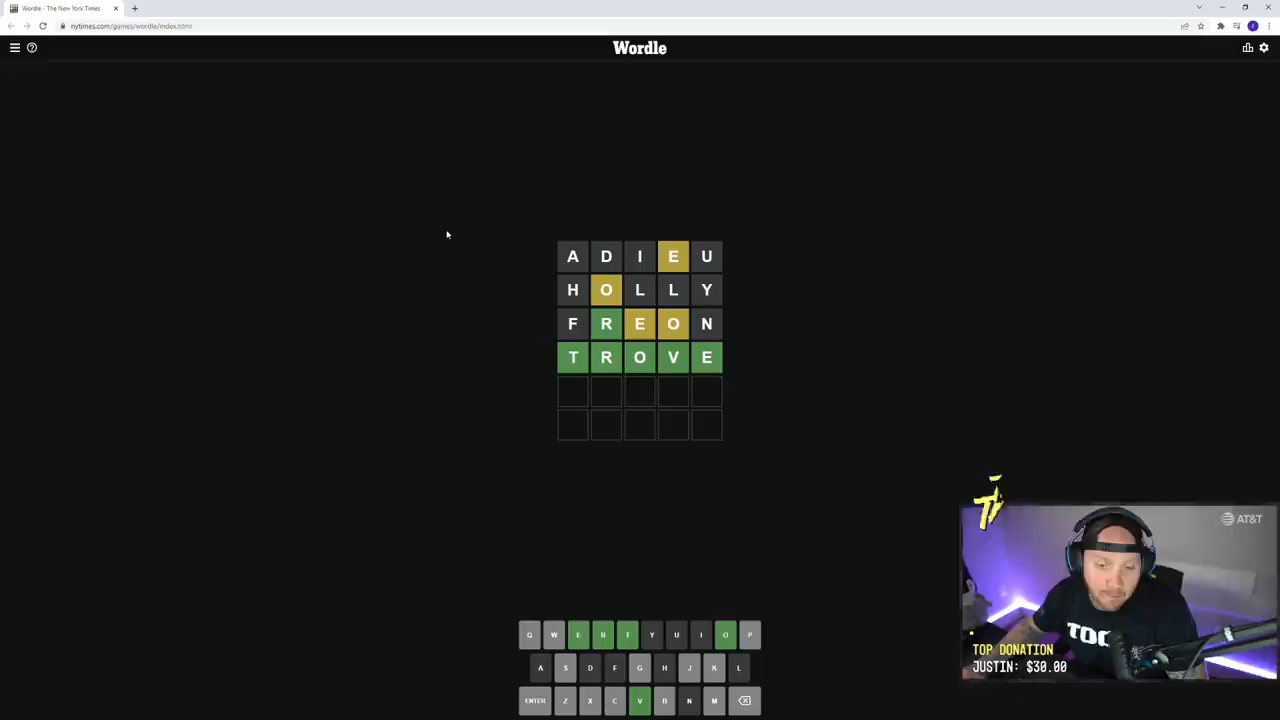 Wordle - The New York Times
nytimes.com/games/wordle/index.html
Wordle
A D I E U
H O L L Y
F R E O N
T R O V E
AT&T
TOP DONATION
JUSTIN: $30.00
Q W E R T Y U I O P
A S D F G H J K L
ENTER Z X C V B N M